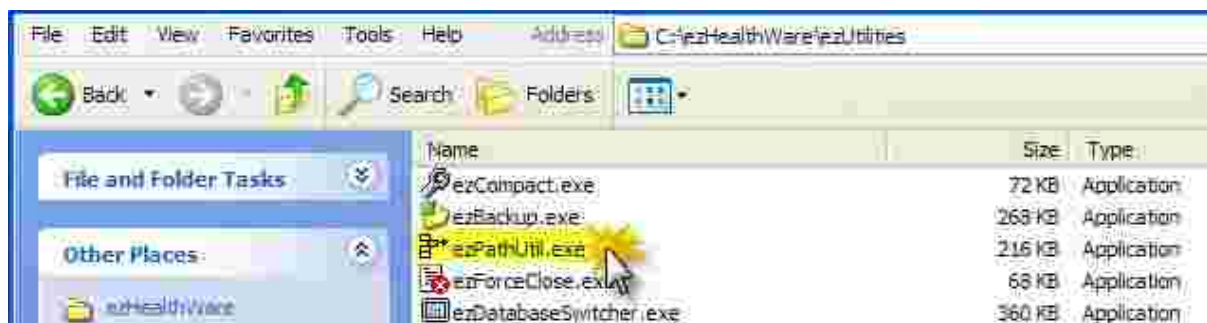 File Edit View Favorites Tools Help Address C:\ezHealthWare\ezUtilities
Back Search Folders
Name Size Type
File and Folder Tasks
ezCompact.exe 72 KB Application
ezBackup.exe 268 KB Application
Other Places
ezPathUtil.exe 216 KB Application
ezForceClose.exe 68 KB Application
ezHealthWare
ezDatabaseSwitcher.exe 360 KB Application